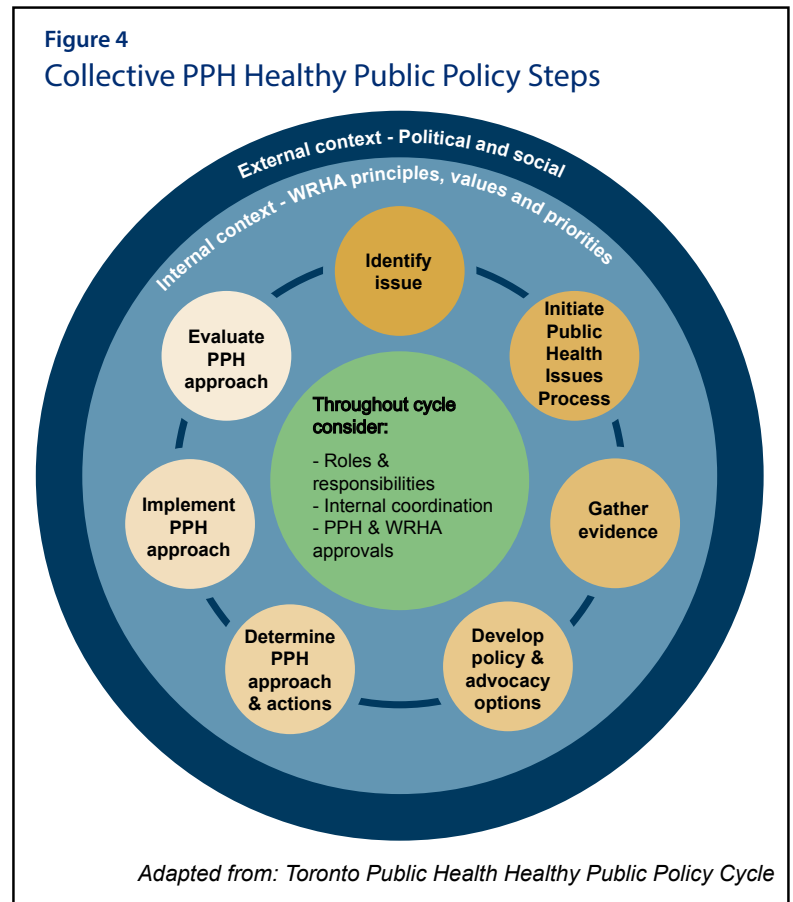 Figure 4
Collective PPH Healthy Public Policy Steps
External context - Political and social
Internal context - WRHA principles, values and priorities
Identify
issue
Initiate
Public
Health
Issues
Process
Gather
evidence
Develop
policy &
advocacy
options
Determine
PPH
approach
& actions
Implement
PPH
approach
Evaluate
PPH
approach
Throughout cycle
consider:
- Roles &
responsibilities
- Internal coordination
- PPH & WRHA
approvals
Adapted from: Toronto Public Health Healthy Public Policy Cycle